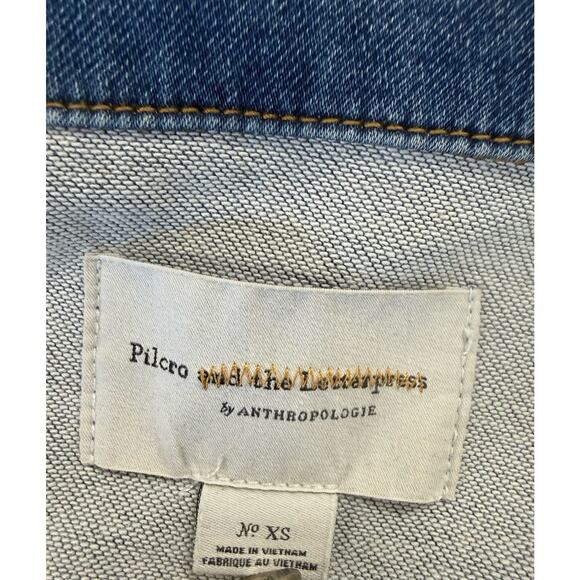 Pilcro and the Letterpress
by ANTHROPOLOGIE
Nº XS
MADE IN VIETNAM
FABRIQUE AU VIETNAM